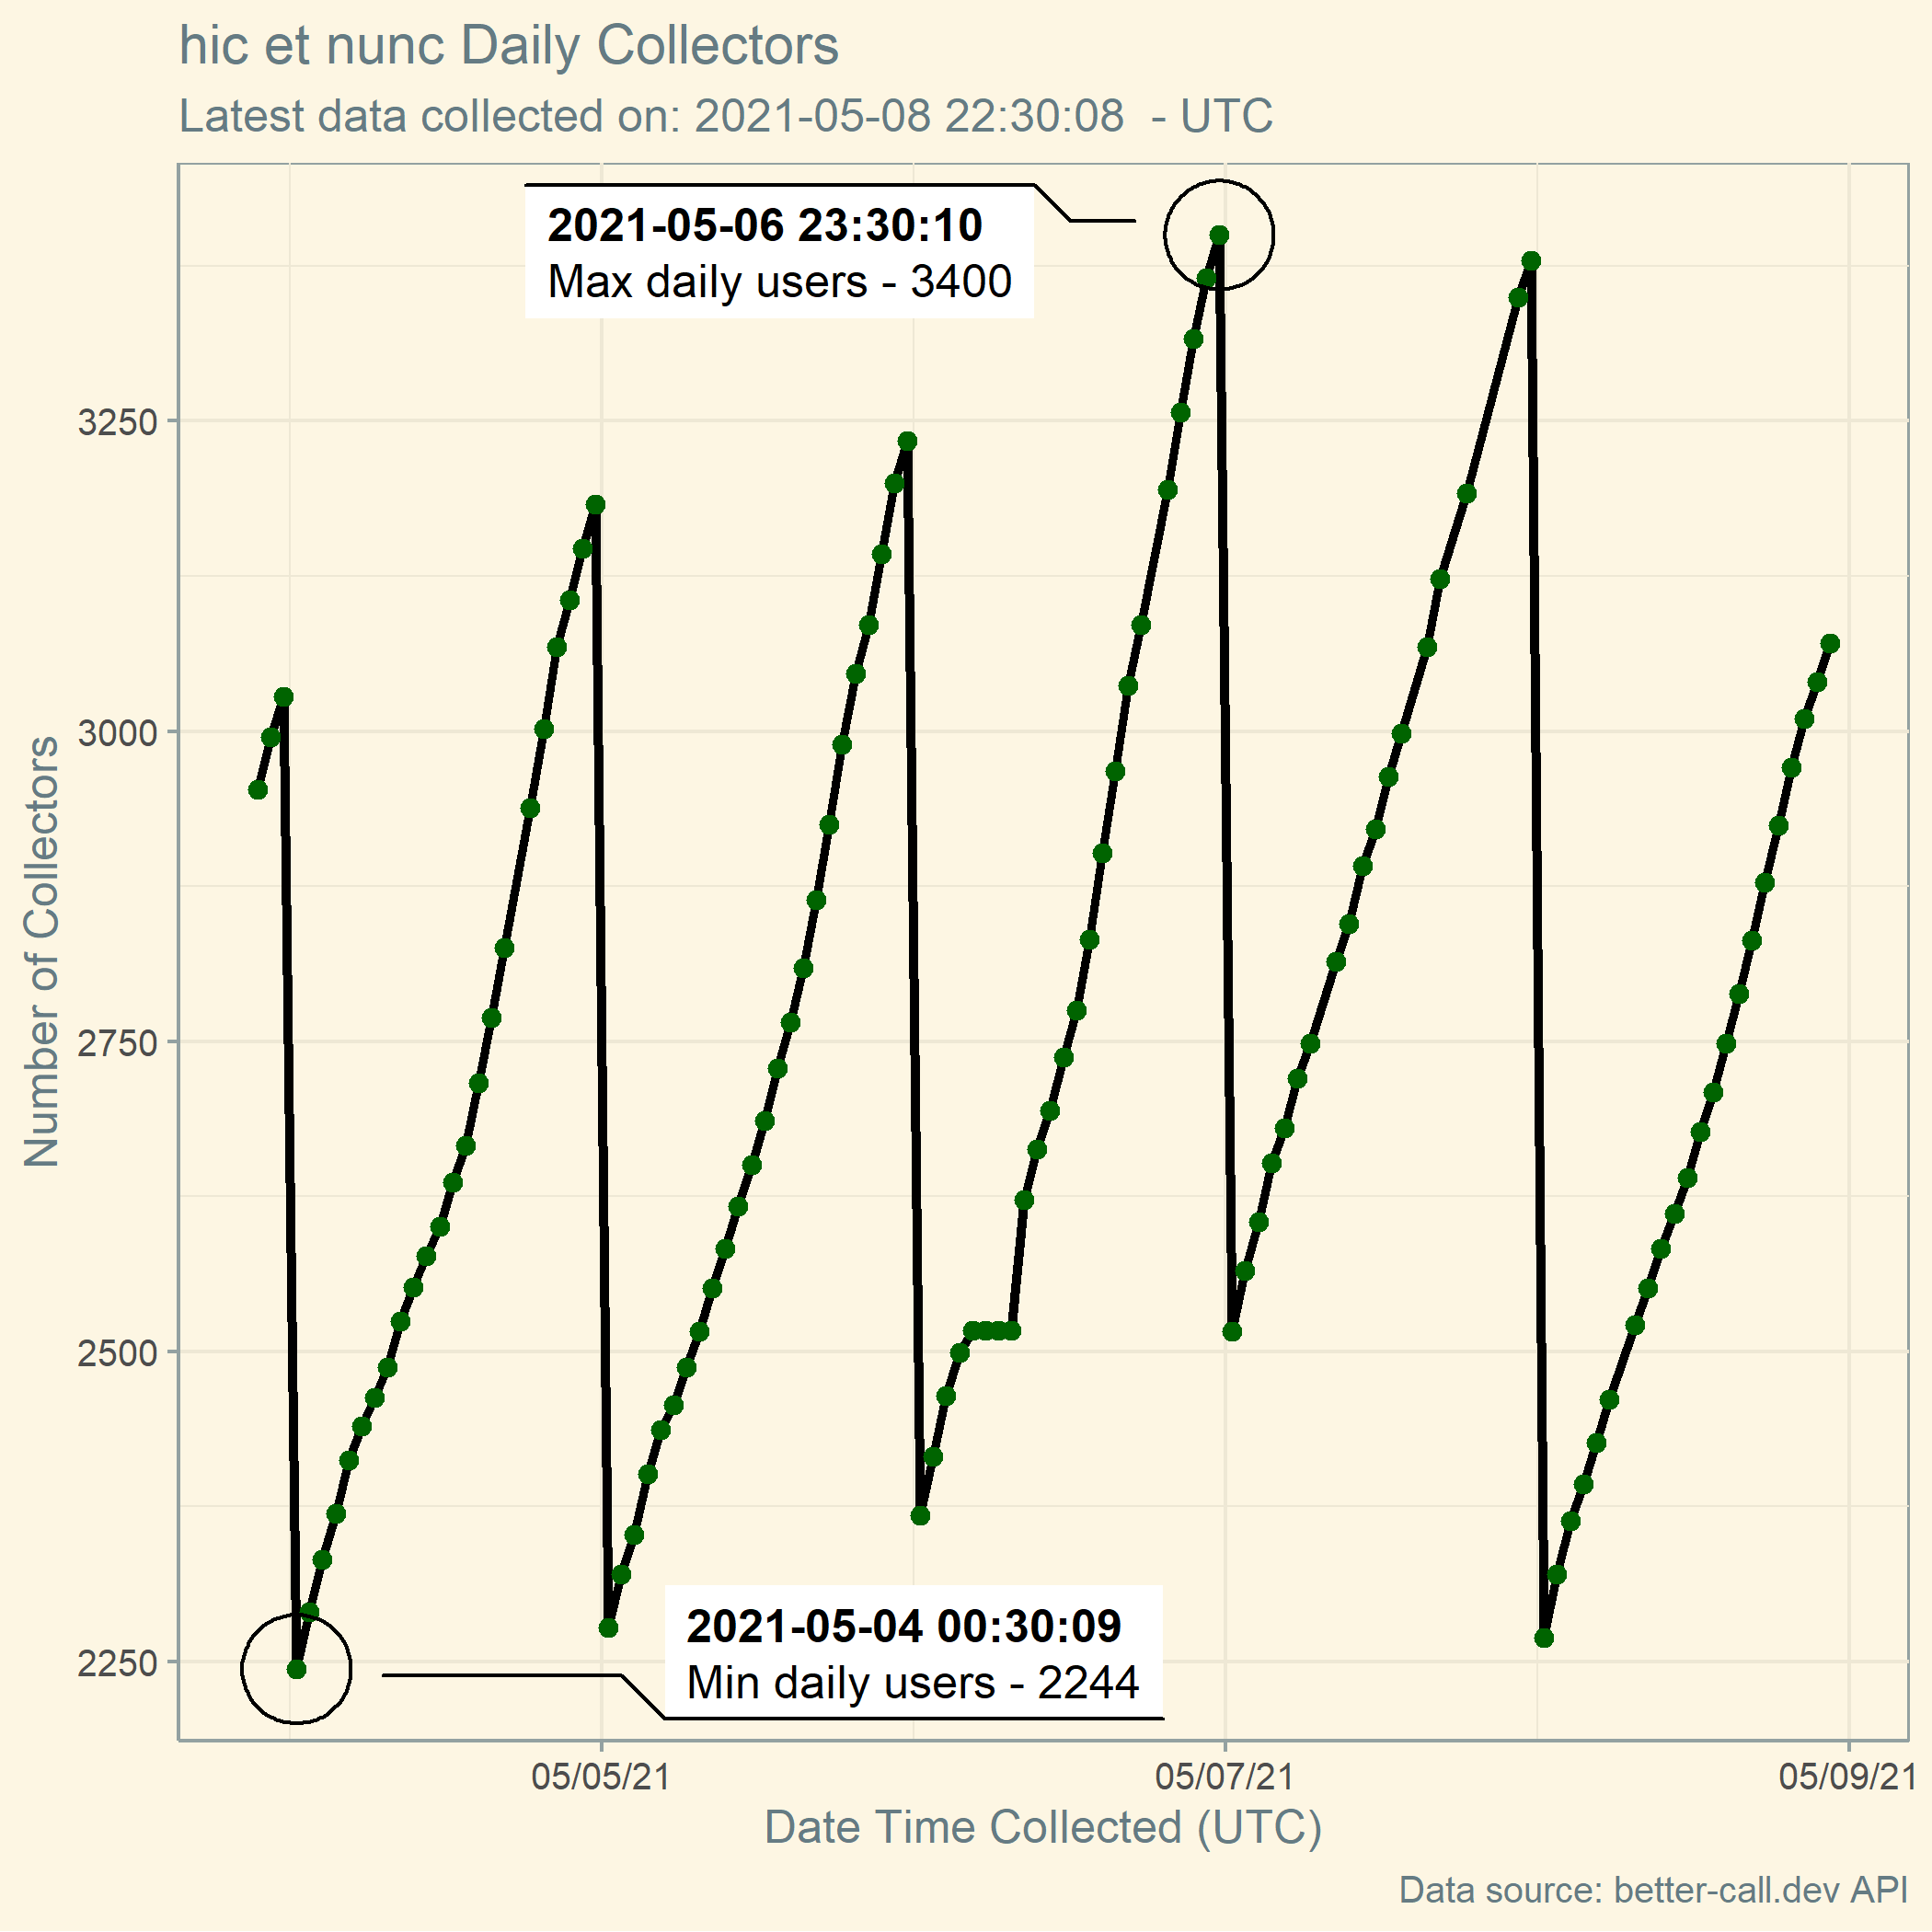 hic et nunc Daily Collectors
Latest data collected on: 2021-05-08 22:30:08  - UTC
2021-05-06 23:30:10
Max daily users - 3400
3250
3000
2750
2500
2250
Number of Collectors
2021-05-04 00:30:09
Min daily users - 2244
05/05/21
05/07/21
05/09/21
Date Time Collected (UTC)
Data source: better-call.dev API